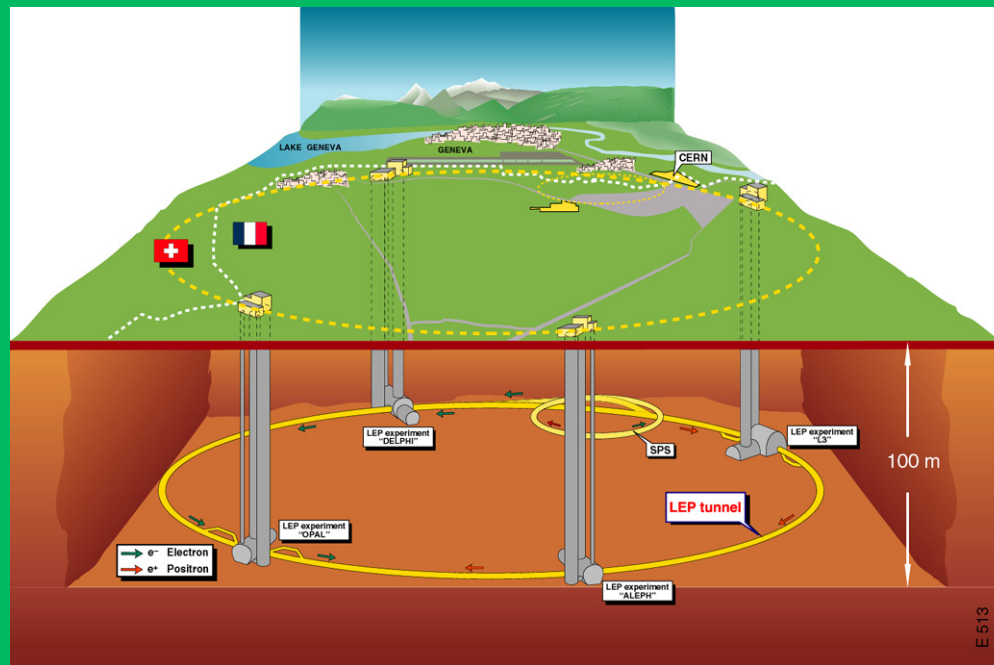 LAKE GENEVA
GENEVA
CERN
LEP experiment
"DELPHI"
SPS
LEP experiment
"L3"
100 m
LEP tunnel
LEP experiment
"OPAL"
e− Electron
e+ Positron
LEP experiment
"ALEPH"
E 513